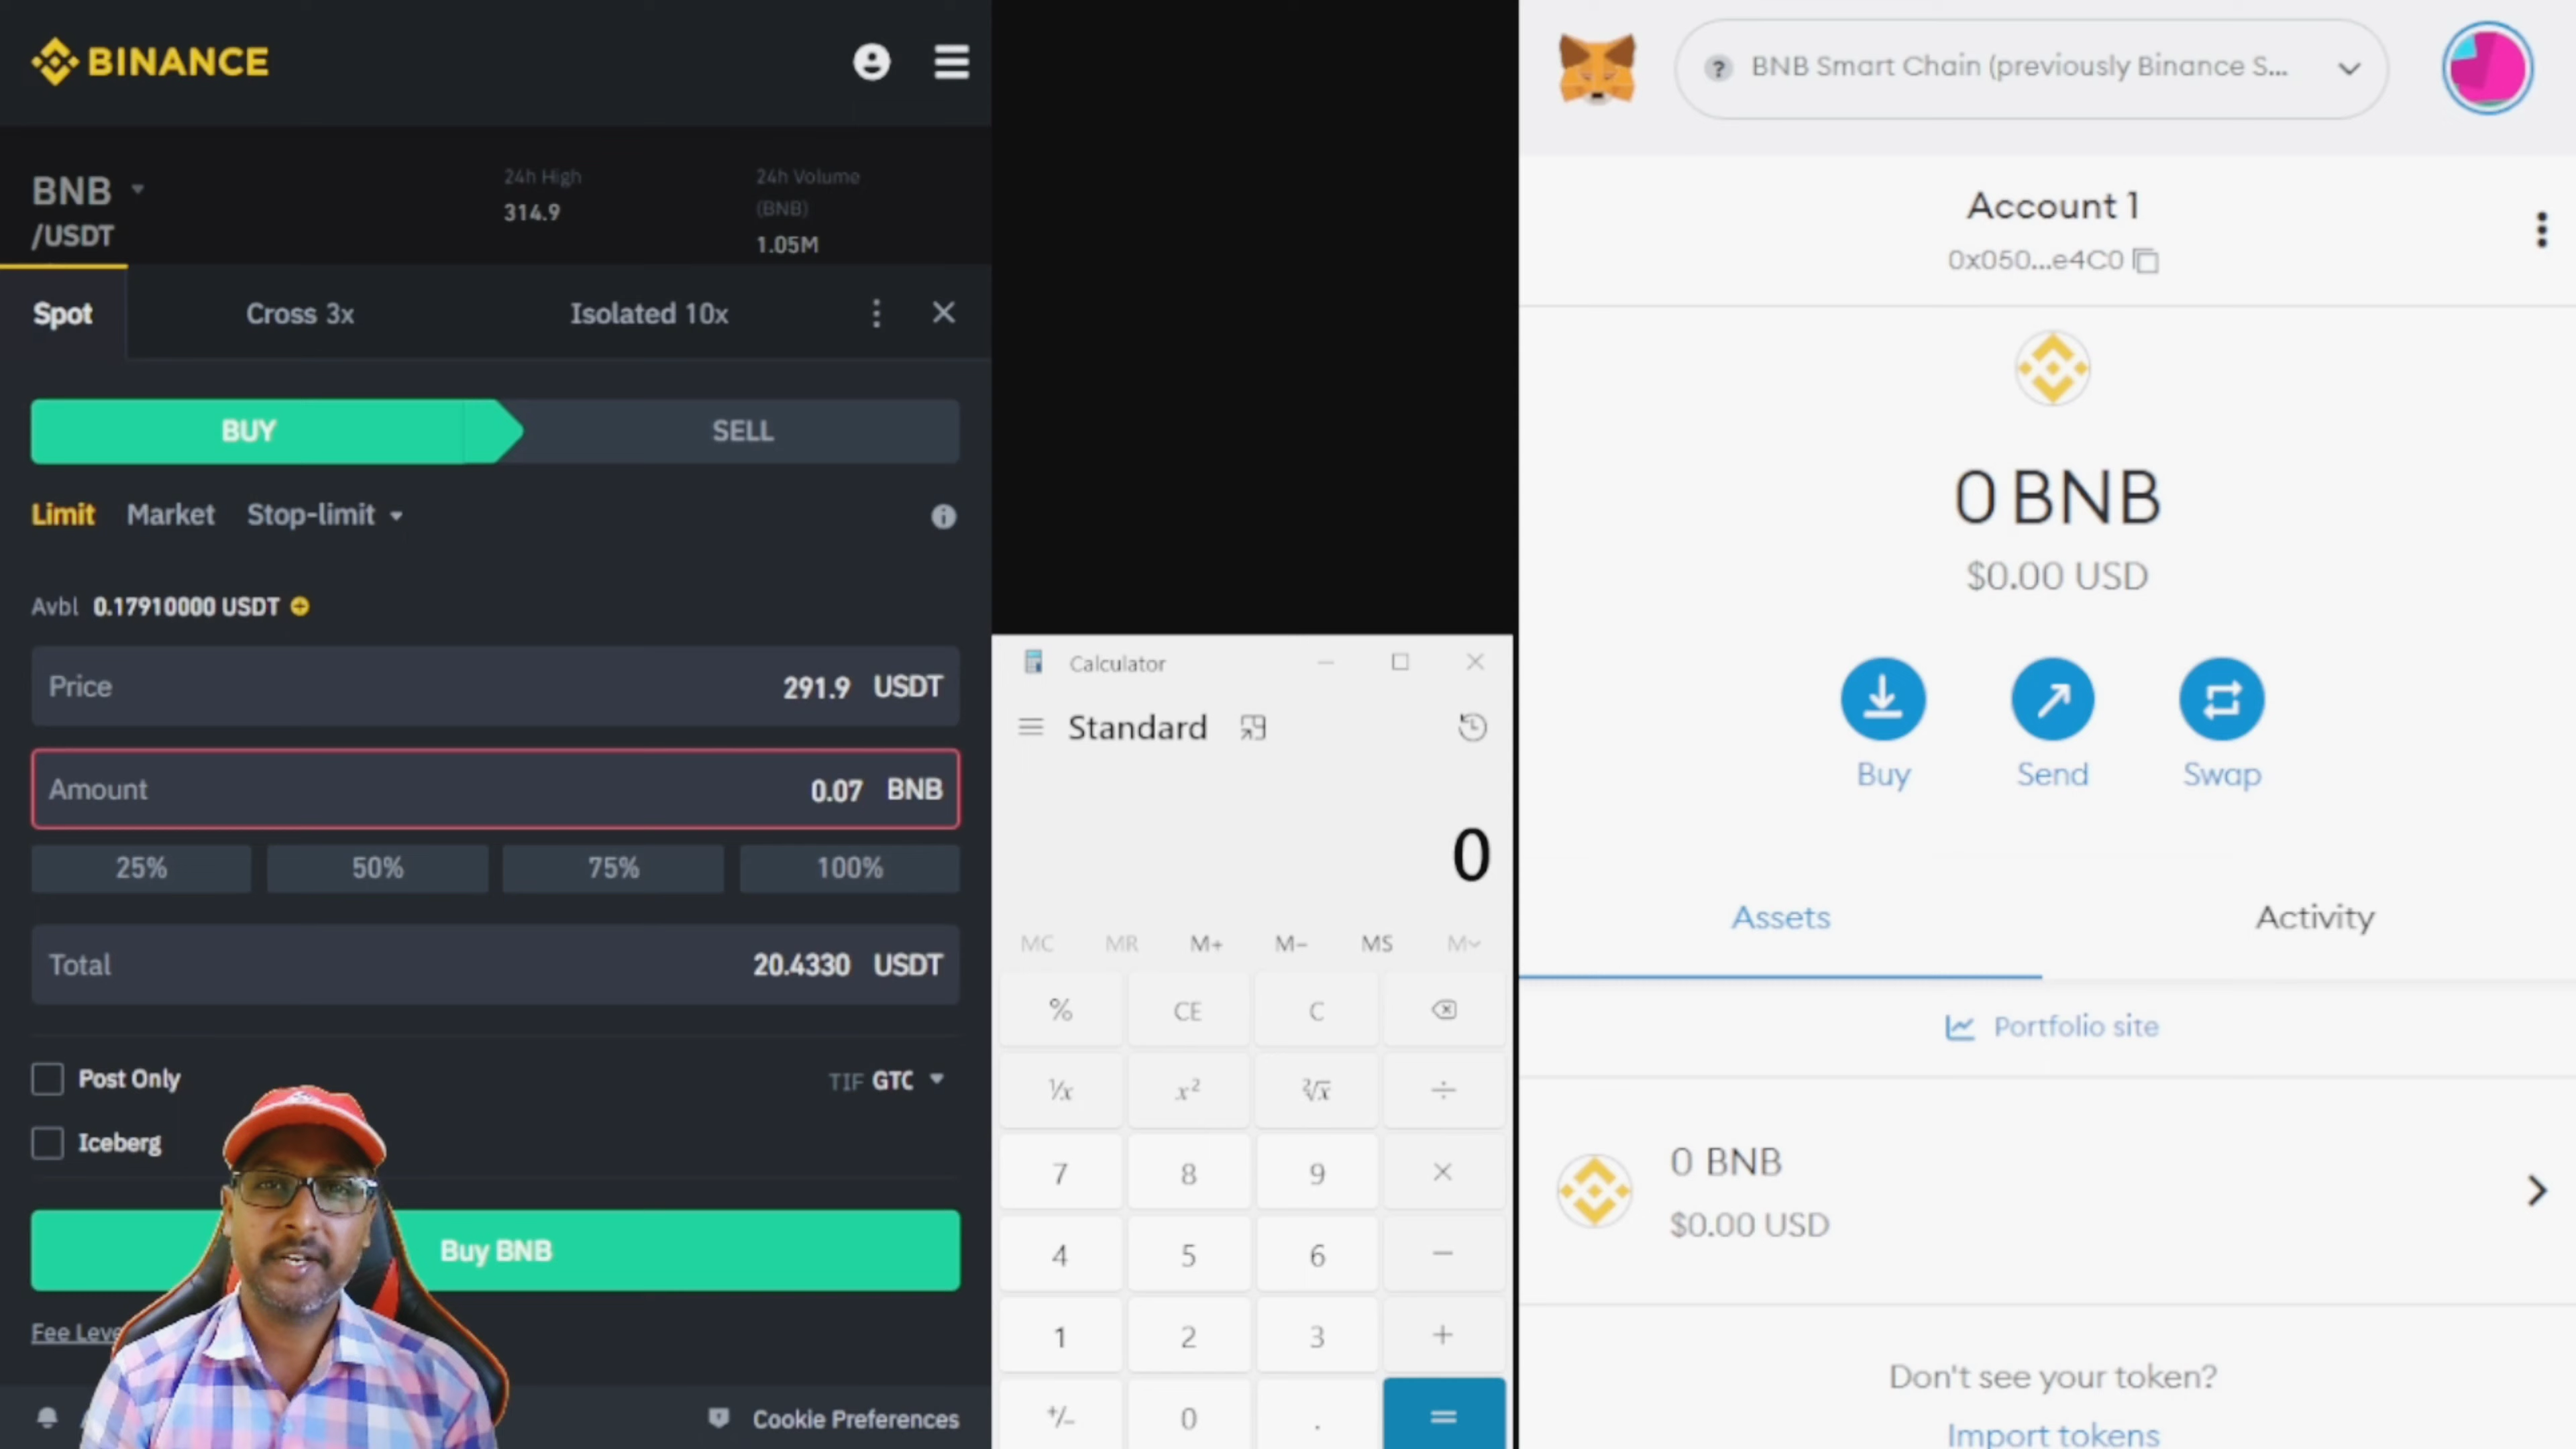 BINANCE
BNB
/USDT
24h High
314.9
24h Volume
(BNB)
1.05M
Spot
Cross 3x
Isolated 10x
BUY
SELL
Limit
Market
Stop-limit
Avbl 0.17910000 USDT
Price
291.9 USDT
Amount
0.07 BNB
25%
50%
75%
100%
Total
20.4330 USDT
Post Only
TIF GTC
Iceberg
Buy BNB
Fee Leve
Cookie Preferences
Calculator
Standard
0
MC MR M+ M− MS M
% CE C
1/x x² ²√x ÷
7 8 9 ×
4 5 6 −
1 2 3 +
+/− 0 . =
? BNB Smart Chain (previously Binance S...
Account 1
0x050...e4C0
0 BNB
$0.00 USD
Buy
Send
Swap
Assets
Activity
Portfolio site
0 BNB
$0.00 USD
Don't see your token?
Import tokens